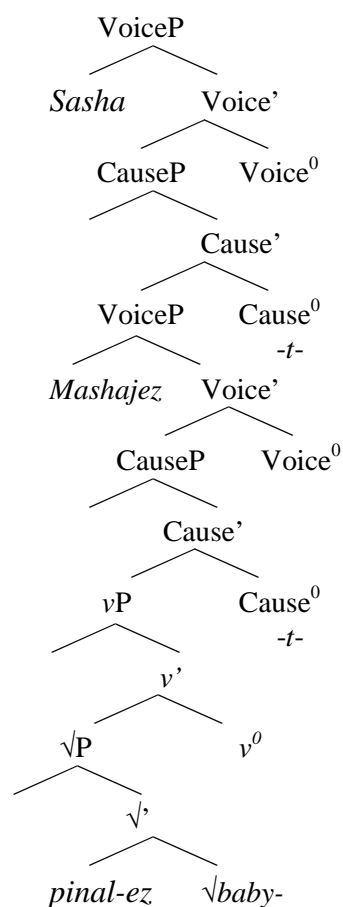 VoiceP
Sasha Voice’
CauseP Voice⁰
Cause’
VoiceP Cause⁰
-t-
Mashajez Voice’
CauseP Voice⁰
Cause’
vP Cause⁰
-t-
v’
√P v⁰
√’
pinal-ez √baby-